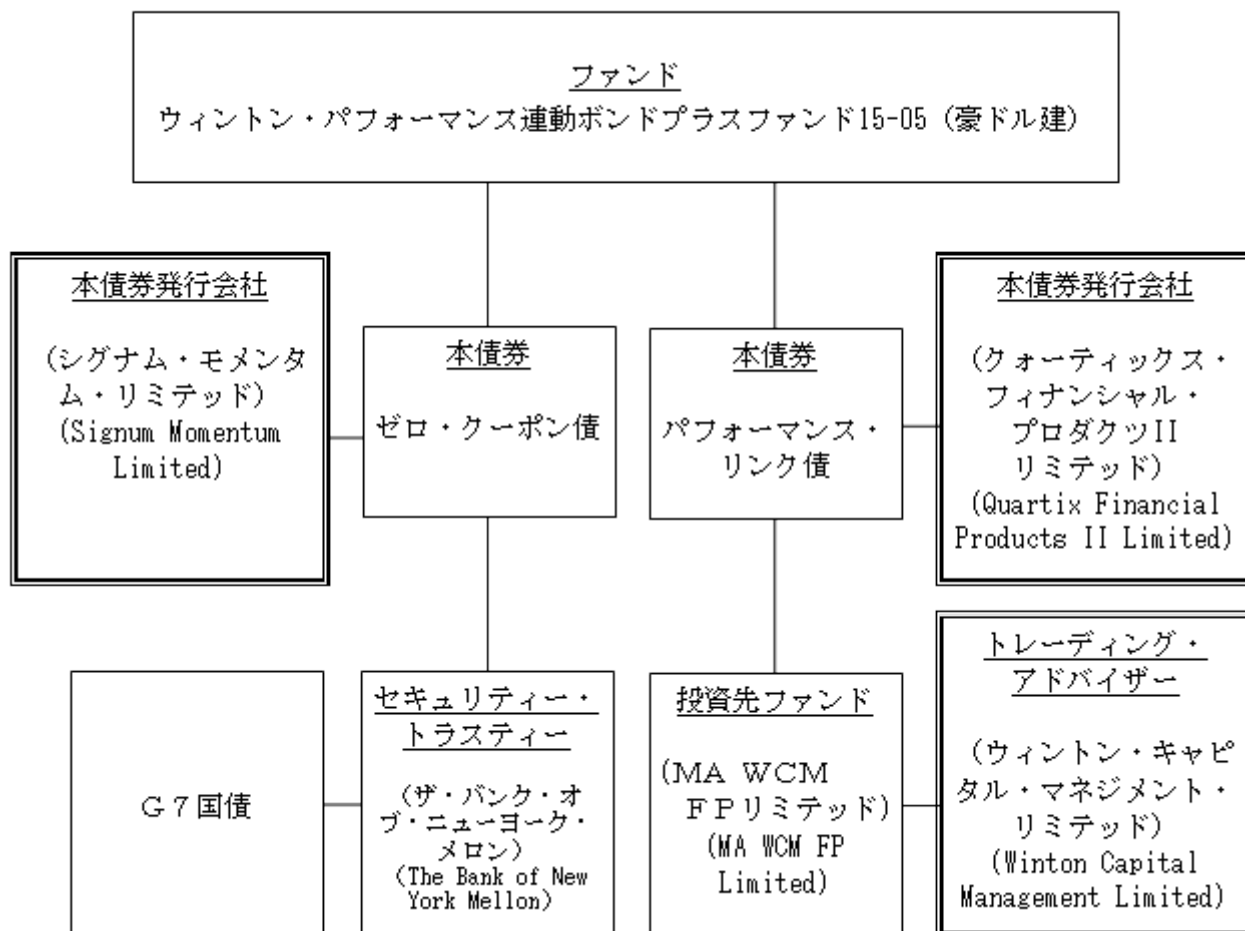 ファンド
ウィントン・パフォーマンス連動ボンドプラスファンド15-05 (豪ドル建)
本債券発行会社
(シグナム・モメンタ
ム・リミテッド)
(Signum Momentum
Limited)
本債券
ゼロ・クーポン債
本債券
パフォーマンス・
リンク債
本債券発行会社
(クォーティックス・
フィナンシャル・
プロダクツII
リミテッド)
(Quartix Financial
Products II Limited)
G7国債
セキュリティー・
トラスティー
(ザ・バンク・オ
ブ・ニューヨーク・
メロン)
(The Bank of New
York Mellon)
投資先ファンド
(MA WCM
FPリミテッド)
(MA WCM FP
Limited)
トレーディング・
アドバイザー
(ウィントン・キャピ
タル・マネジメント・
リミテッド)
(Winton Capital
Management Limited)